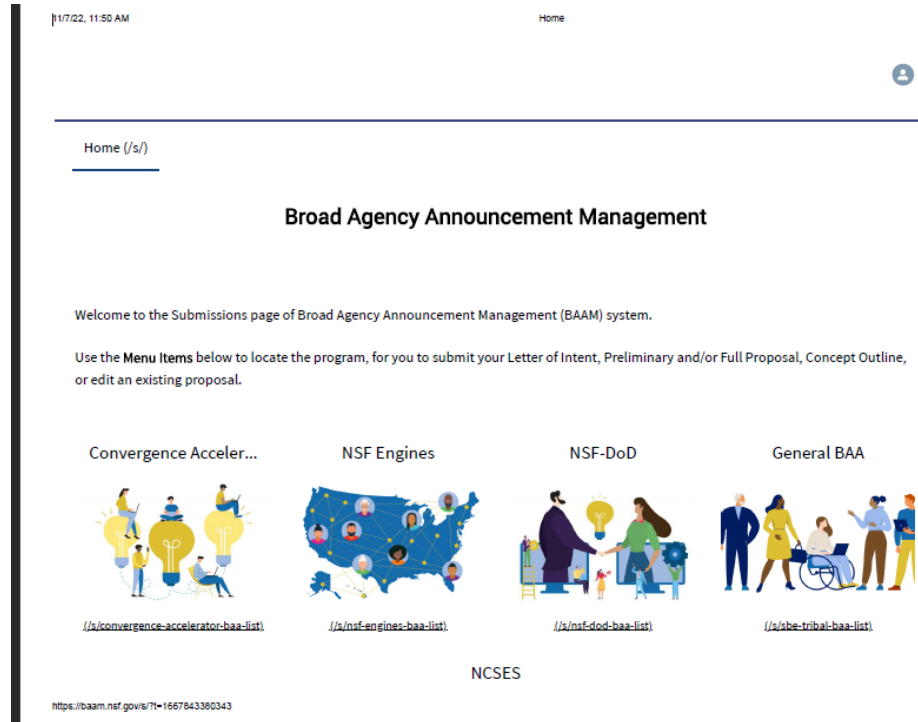 11/7/22, 11:50 AM Home
Home (/s/)
Broad Agency Announcement Management
Welcome to the Submissions page of Broad Agency Announcement Management (BAAM) system.
Use the Menu Items below to locate the program, for you to submit your Letter of Intent, Preliminary and/or Full Proposal, Concept Outline,
or edit an existing proposal.
Convergence Acceler... NSF Engines NSF-DoD General BAA
(/s/convergence-accelerator-baa-list) (/s/nsf-engines-baa-list) (/s/nsf-dod-baa-list) (/s/sbe-tribal-baa-list)
NCSES
https://baam.nsf.gov/s/?t=1667843380343